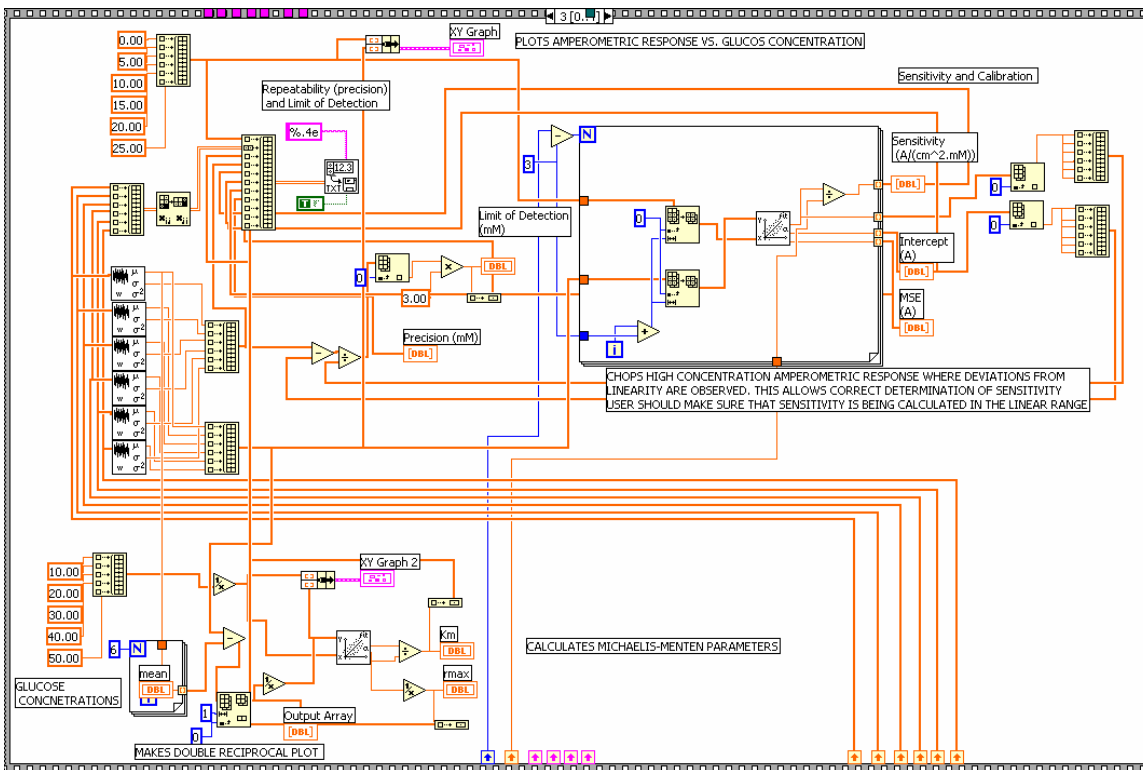 3 [0..4]
XY Graph
PLOTS AMPEROMETRIC RESPONSE VS. GLUCOS CONCENTRATION
0.00
5.00
10.00
15.00
20.00
25.00
Repeatability (precision)
and Limit of Detection
%.4e
12.3
TXT
T
Sensitivity and Calibration
N
3
Sensitivity
(A/(cm^2.mM))
DBL
0
0
Limit of Detection
(mM)
0
DBL
0
3.00
Intercept
(A)
DBL
MSE
(A)
DBL
i
Precision (mM)
DBL
CHOPS HIGH CONCENTRATION AMPEROMETRIC RESPONSE WHERE DEVIATIONS FROM
LINEARITY ARE OBSERVED. THIS ALLOWS CORRECT DETERMINATION OF SENSITIVITY
USER SHOULD MAKE SURE THAT SENSITIVITY IS BEING CALCULATED IN THE LINEAR RANGE
XY Graph 2
10.00
20.00
30.00
40.00
50.00
6
N
mean
DBL
GLUCOSE
CONCNETRATIONS
Km
DBL
rmax
DBL
CALCULATES MICHAELIS-MENTEN PARAMETERS
1
0
Output Array
DBL
MAKES DOUBLE RECIPROCAL PLOT